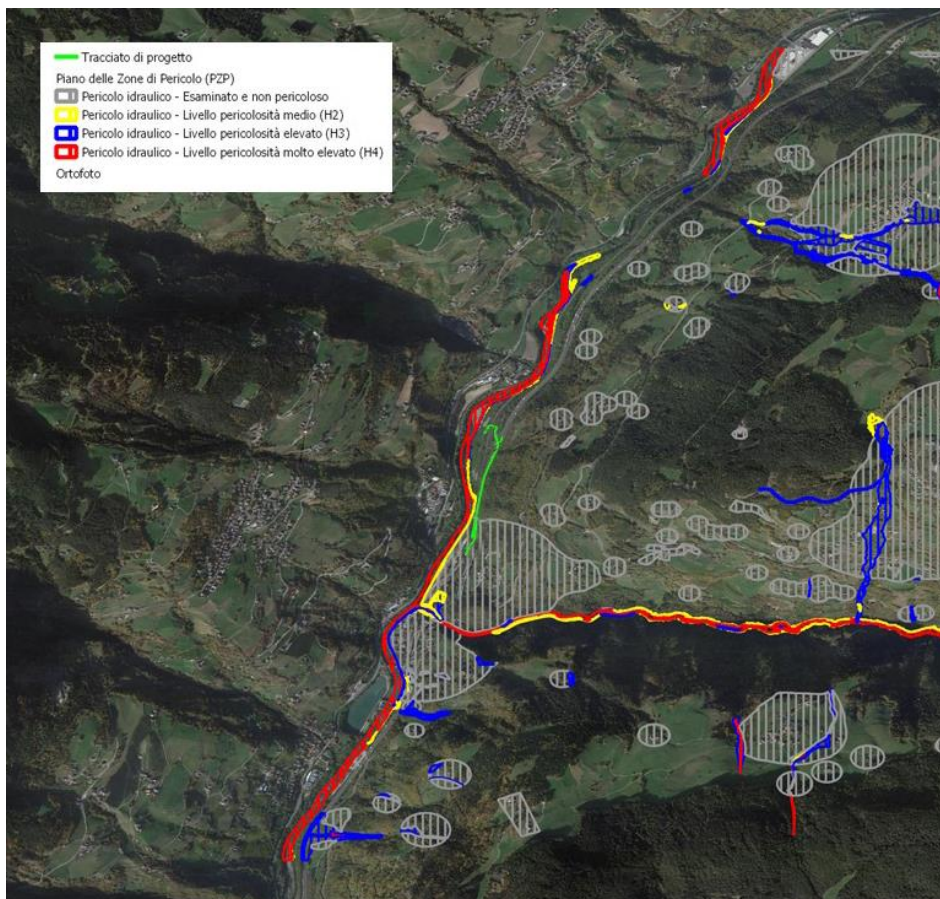 Tracciato di progetto
Piano delle Zone di Pericolo (PZP)
Pericolo idraulico - Esaminato e non pericoloso
Pericolo idraulico - Livello pericolosità medio (H2)
Pericolo idraulico - Livello pericolosità elevato (H3)
Pericolo idraulico - Livello pericolosità molto elevato (H4)
Ortofoto